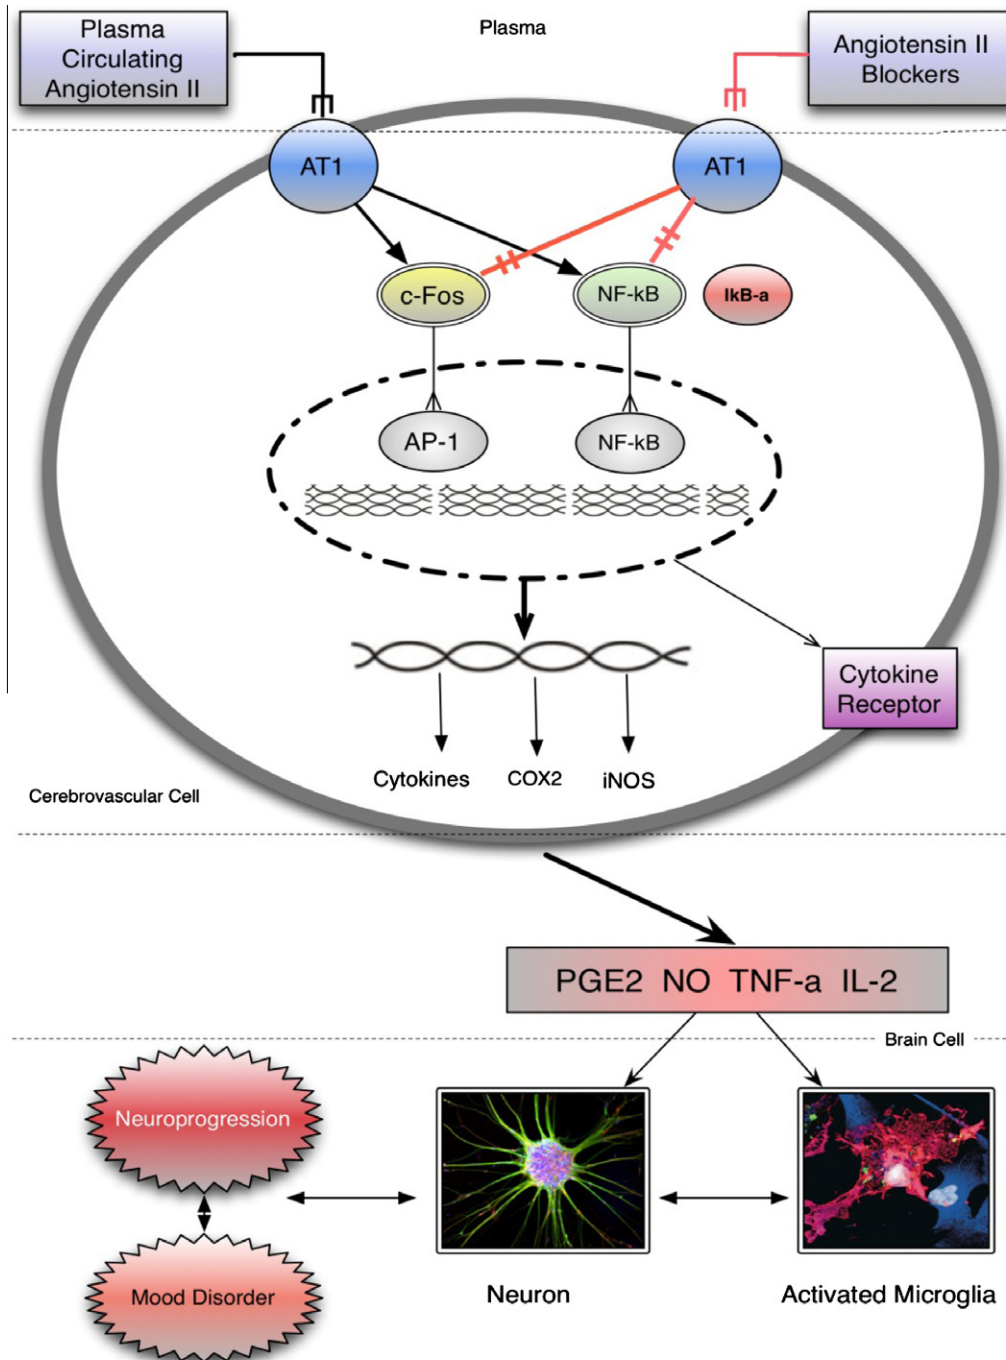 Plasma
Circulating
Angiotensin II
Plasma
Angiotensin II
Blockers
AT1
AT1
c-Fos
NF-kB
IkB-a
AP-1
NF-kB
Cytokine
Receptor
Cytokines
COX2
iNOS
Cerebrovascular Cell
PGE2 NO TNF-a IL-2
Brain Cell
Neuroprogression
Mood Disorder
Neuron
Activated Microglia